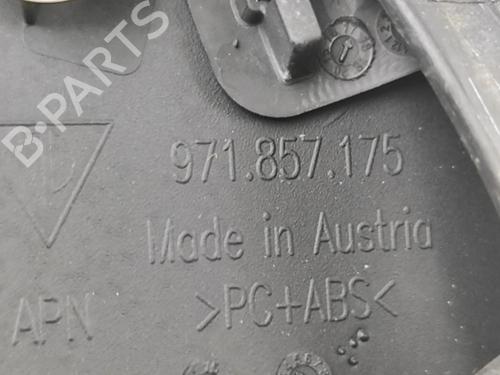 B-PARTS
971.857.175
Made in Austria
APN
>PC+ABS<